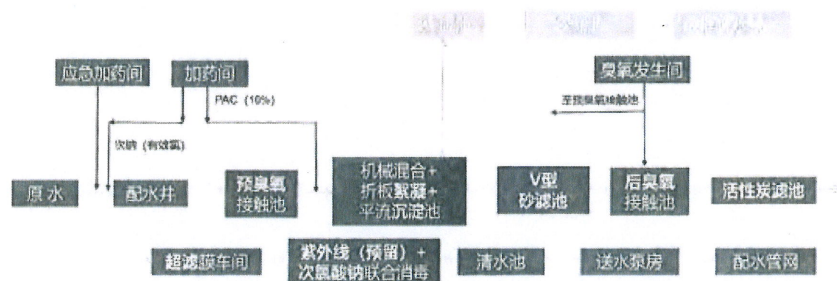 应急加药间
加药间
臭氧发生间
PAC（10%）
至预臭氧接触池
次钠（有效氯）
原水
配水井
预臭氧
接触池
机械混合+
折板絮凝+
平流沉淀池
V型
砂滤池
后臭氧
接触池
活性炭滤池
超滤膜车间
紫外线（预留）+
次氯酸钠联合消毒
清水池
送水泵房
配水管网